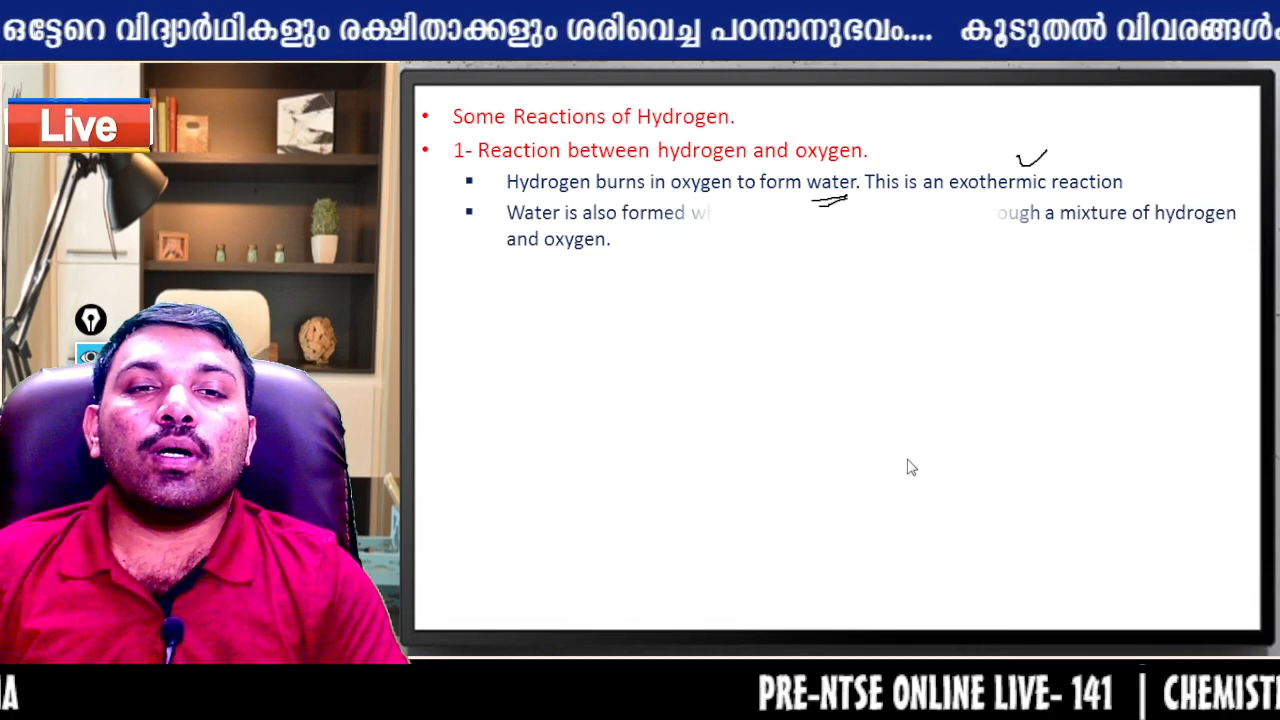 ഒട്ടേറെ വിദ്യാർഥികളും രക്ഷിതാക്കളും ശരിവെച്ച പഠനാനുഭവം.... കൂടുതൽ വിവരങ്ങൾ
Live
• Some Reactions of Hydrogen.
• 1- Reaction between hydrogen and oxygen.
▪ Hydrogen burns in oxygen to form water. This is an exothermic reaction
▪ Water is also formed a mixture of hydrogen
and oxygen.
PRE-NTSE ONLINE LIVE- 141 |